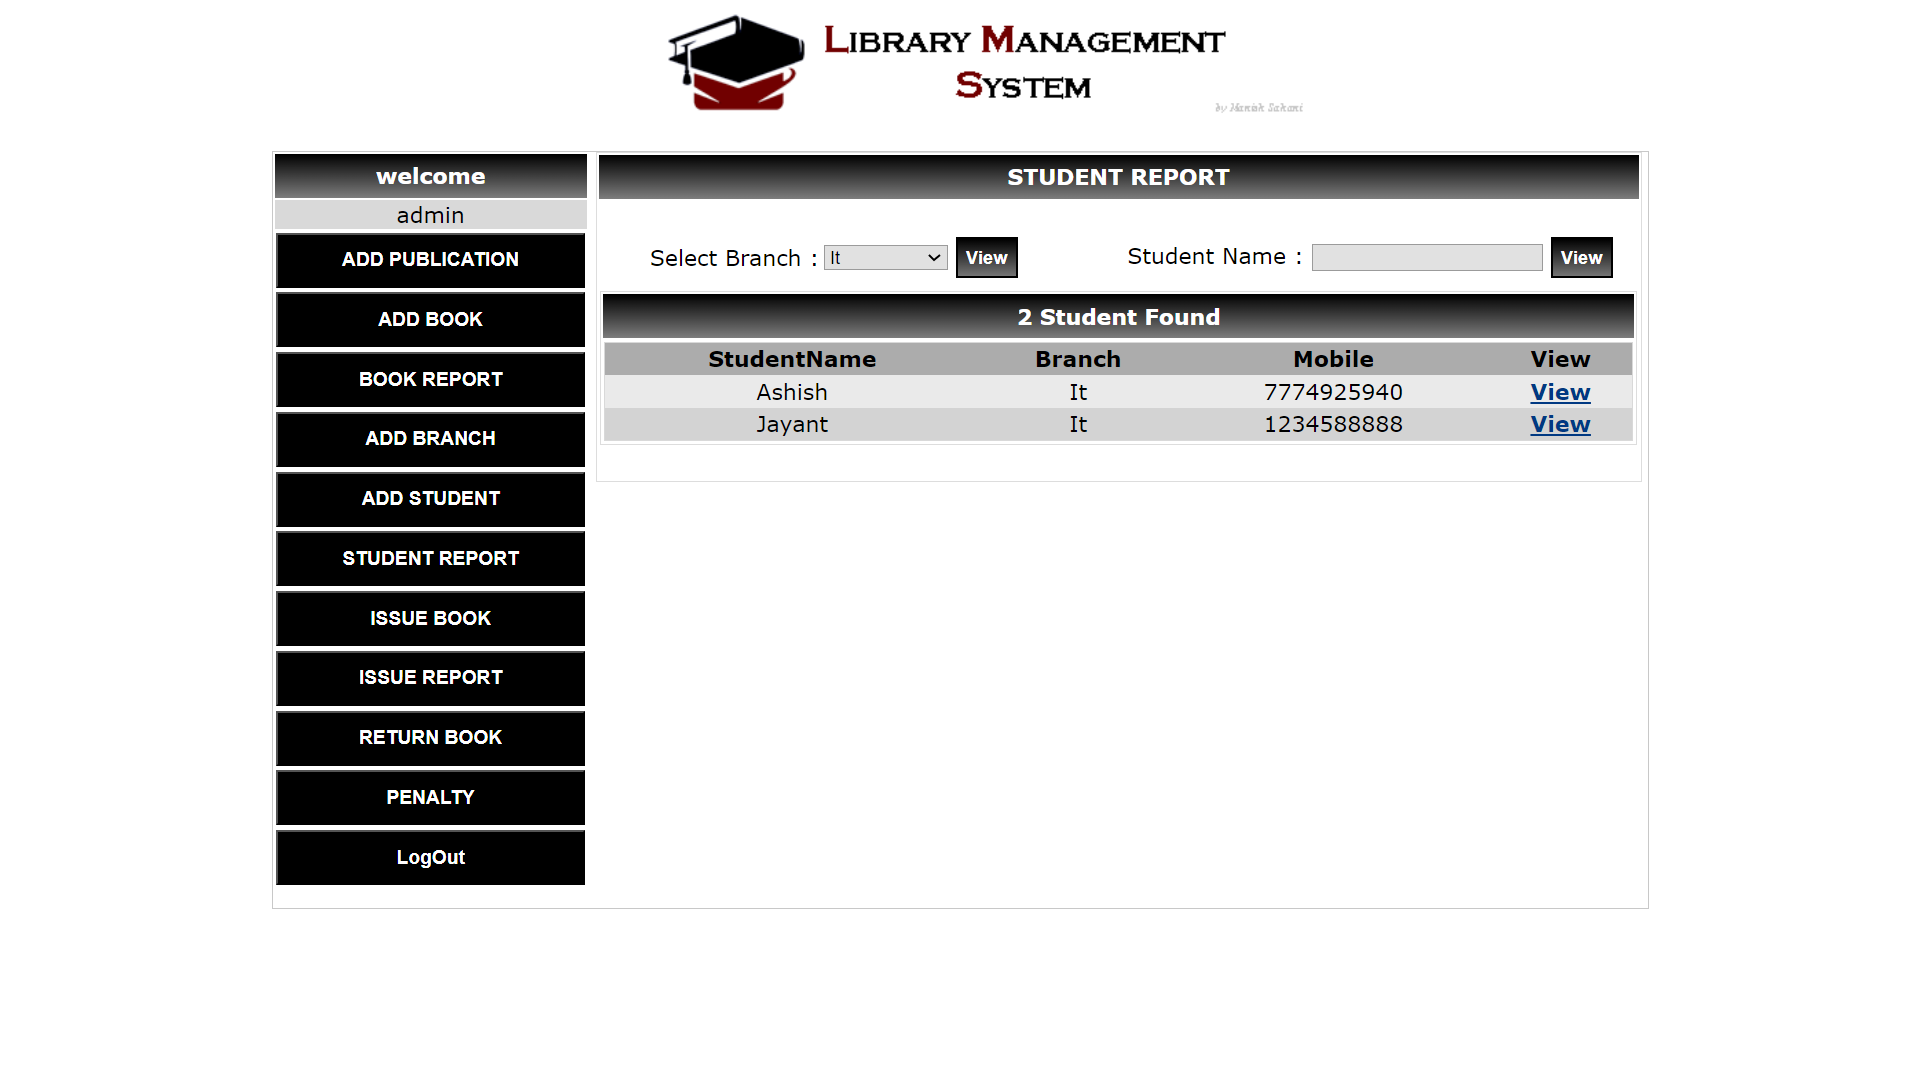 LIBRARY MANAGEMENT
SYSTEM
by Manish Sahani
welcome
admin
ADD PUBLICATION
ADD BOOK
BOOK REPORT
ADD BRANCH
ADD STUDENT
STUDENT REPORT
ISSUE BOOK
ISSUE REPORT
RETURN BOOK
PENALTY
LogOut
STUDENT REPORT
Select Branch : It View Student Name : View
2 Student Found
StudentName Branch Mobile View
Ashish It 7774925940 View
Jayant It 1234588888 View